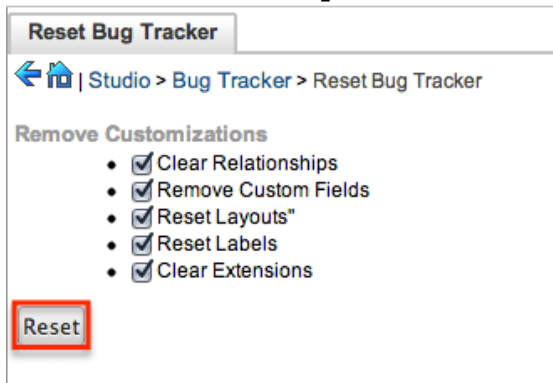 Reset Bug Tracker
| Studio > Bug Tracker > Reset Bug Tracker
Remove Customizations
Clear Relationships
Remove Custom Fields
Reset Layouts"
Reset Labels
Clear Extensions
Reset